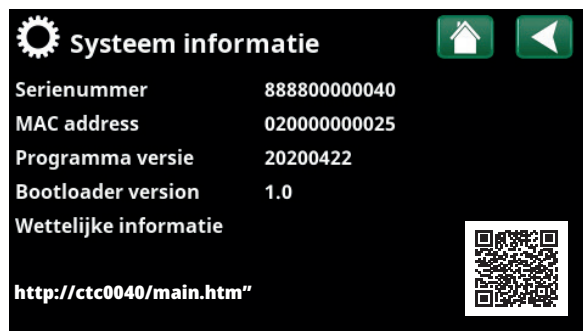 Systeem informatie
Serienummer 888800000040
MAC address 020000000025
Programma versie 20200422
Bootloader version 1.0
Wettelijke informatie
http://ctc0040/main.htm”